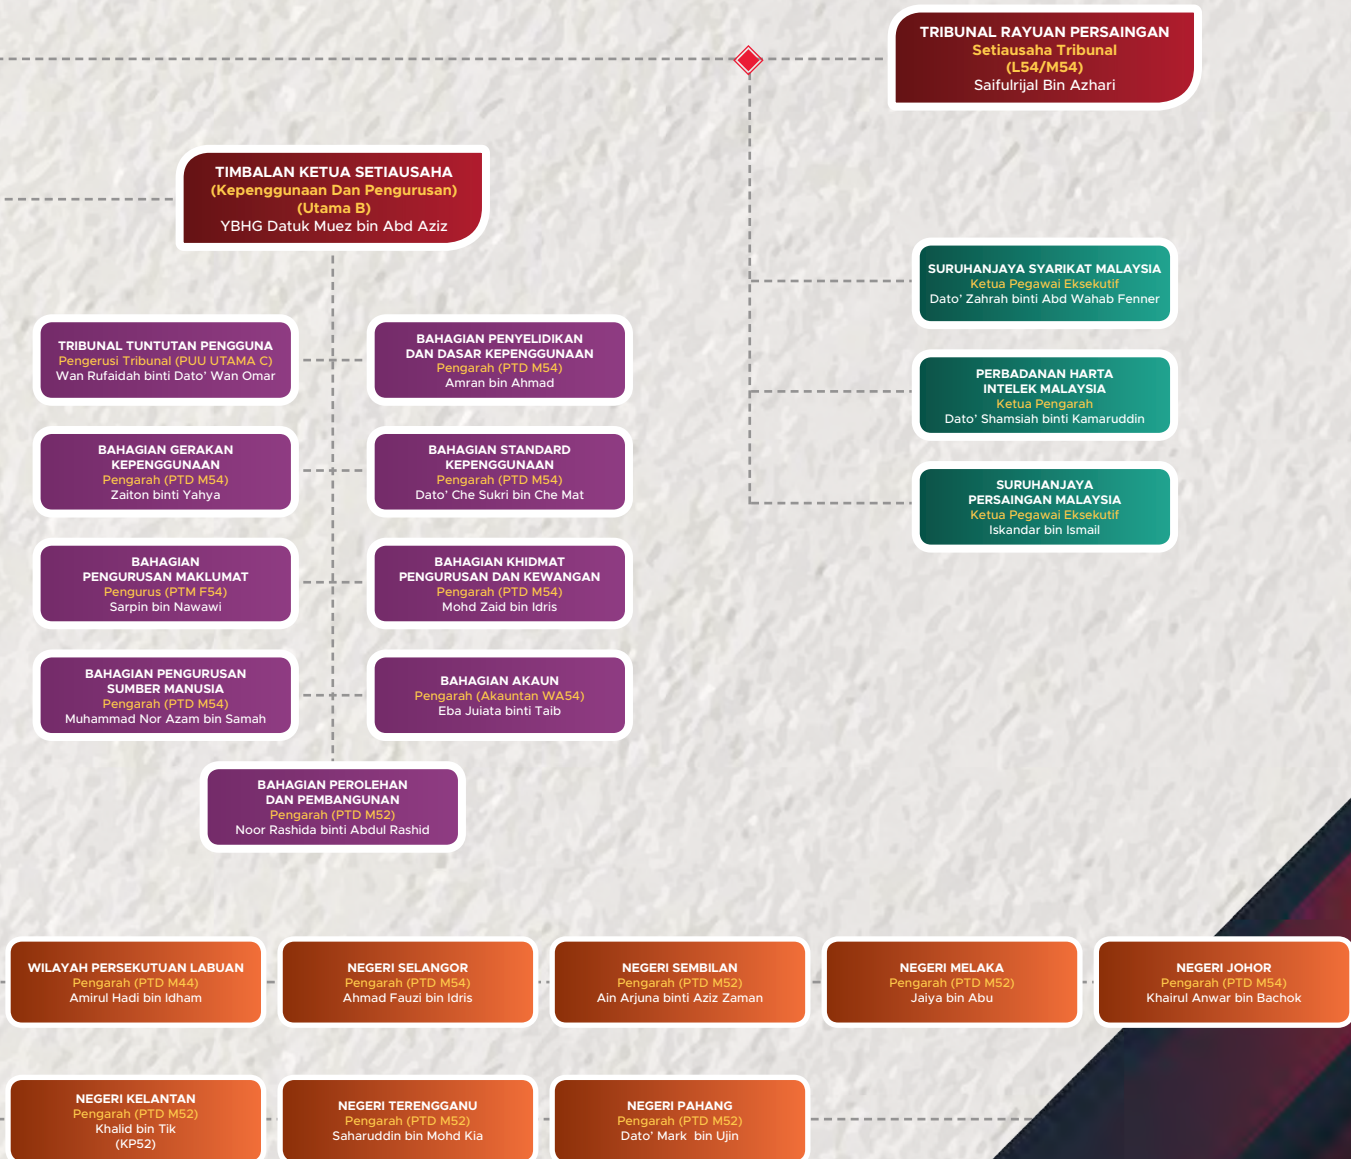 TRIBUNAL RAYUAN PERSAINGAN
Setiausaha Tribunal
(L54/M54)
Saifulrijal Bin Azhari
TIMBALAN KETUA SETIAUSAHA
(Kepenggunaan Dan Pengurusan)
(Utama B)
YBHG Datuk Muez bin Abd Aziz
SURUHANJAYA SYARIKAT MALAYSIA
Ketua Pegawai Eksekutif
Dato' Zahrah binti Abd Wahab Fenner
PERBADANAN HARTA
INTELEK MALAYSIA
Ketua Pengarah
Dato' Shamsiah binti Kamaruddin
SURUHANJAYA
PERSAINGAN MALAYSIA
Ketua Pegawai Eksekutif
Iskandar bin Ismail
TRIBUNAL TUNTUTAN PENGGUNA
Pengerusi Tribunal (PUU UTAMA C)
Wan Rufaidah binti Dato' Wan Omar
BAHAGIAN PENYELIDIKAN
DAN DASAR KEPENGGUNAAN
Pengarah (PTD M54)
Amran bin Ahmad
BAHAGIAN GERAKAN
KEPENGGUNAAN
Pengarah (PTD M54)
Zaiton binti Yahya
BAHAGIAN STANDARD
KEPENGGUNAAN
Pengarah (PTD M54)
Dato' Che Sukri bin Che Mat
BAHAGIAN
PENGURUSAN MAKLUMAT
Pengurus (PTM F54)
Sarpin bin Nawawi
BAHAGIAN KHIDMAT
PENGURUSAN DAN KEWANGAN
Pengarah (PTD M54)
Mohd Zaid bin Idris
BAHAGIAN PENGURUSAN
SUMBER MANUSIA
Pengarah (PTD M54)
Muhammad Nor Azam bin Samah
BAHAGIAN AKAUN
Pengarah (Akauntan WA54)
Eba Juiata binti Taib
BAHAGIAN PEROLEHAN
DAN PEMBANGUNAN
Pengarah (PTD M52)
Noor Rashida binti Abdul Rashid
WILAYAH PERSEKUTUAN LABUAN
Pengarah (PTD M44)
Amirul Hadi bin Idham
NEGERI SELANGOR
Pengarah (PTD M54)
Ahmad Fauzi bin Idris
NEGERI SEMBILAN
Pengarah (PTD M52)
Ain Arjuna binti Aziz Zaman
NEGERI MELAKA
Pengarah (PTD M52)
Jaiya bin Abu
NEGERI JOHOR
Pengarah (PTD M54)
Khairul Anwar bin Bachok
NEGERI KELANTAN
Pengarah (PTD M52)
Khalid bin Tik
(KP52)
NEGERI TERENGGANU
Pengarah (PTD M52)
Saharuddin bin Mohd Kia
NEGERI PAHANG
Pengarah (PTD M52)
Dato' Mark bin Ujin